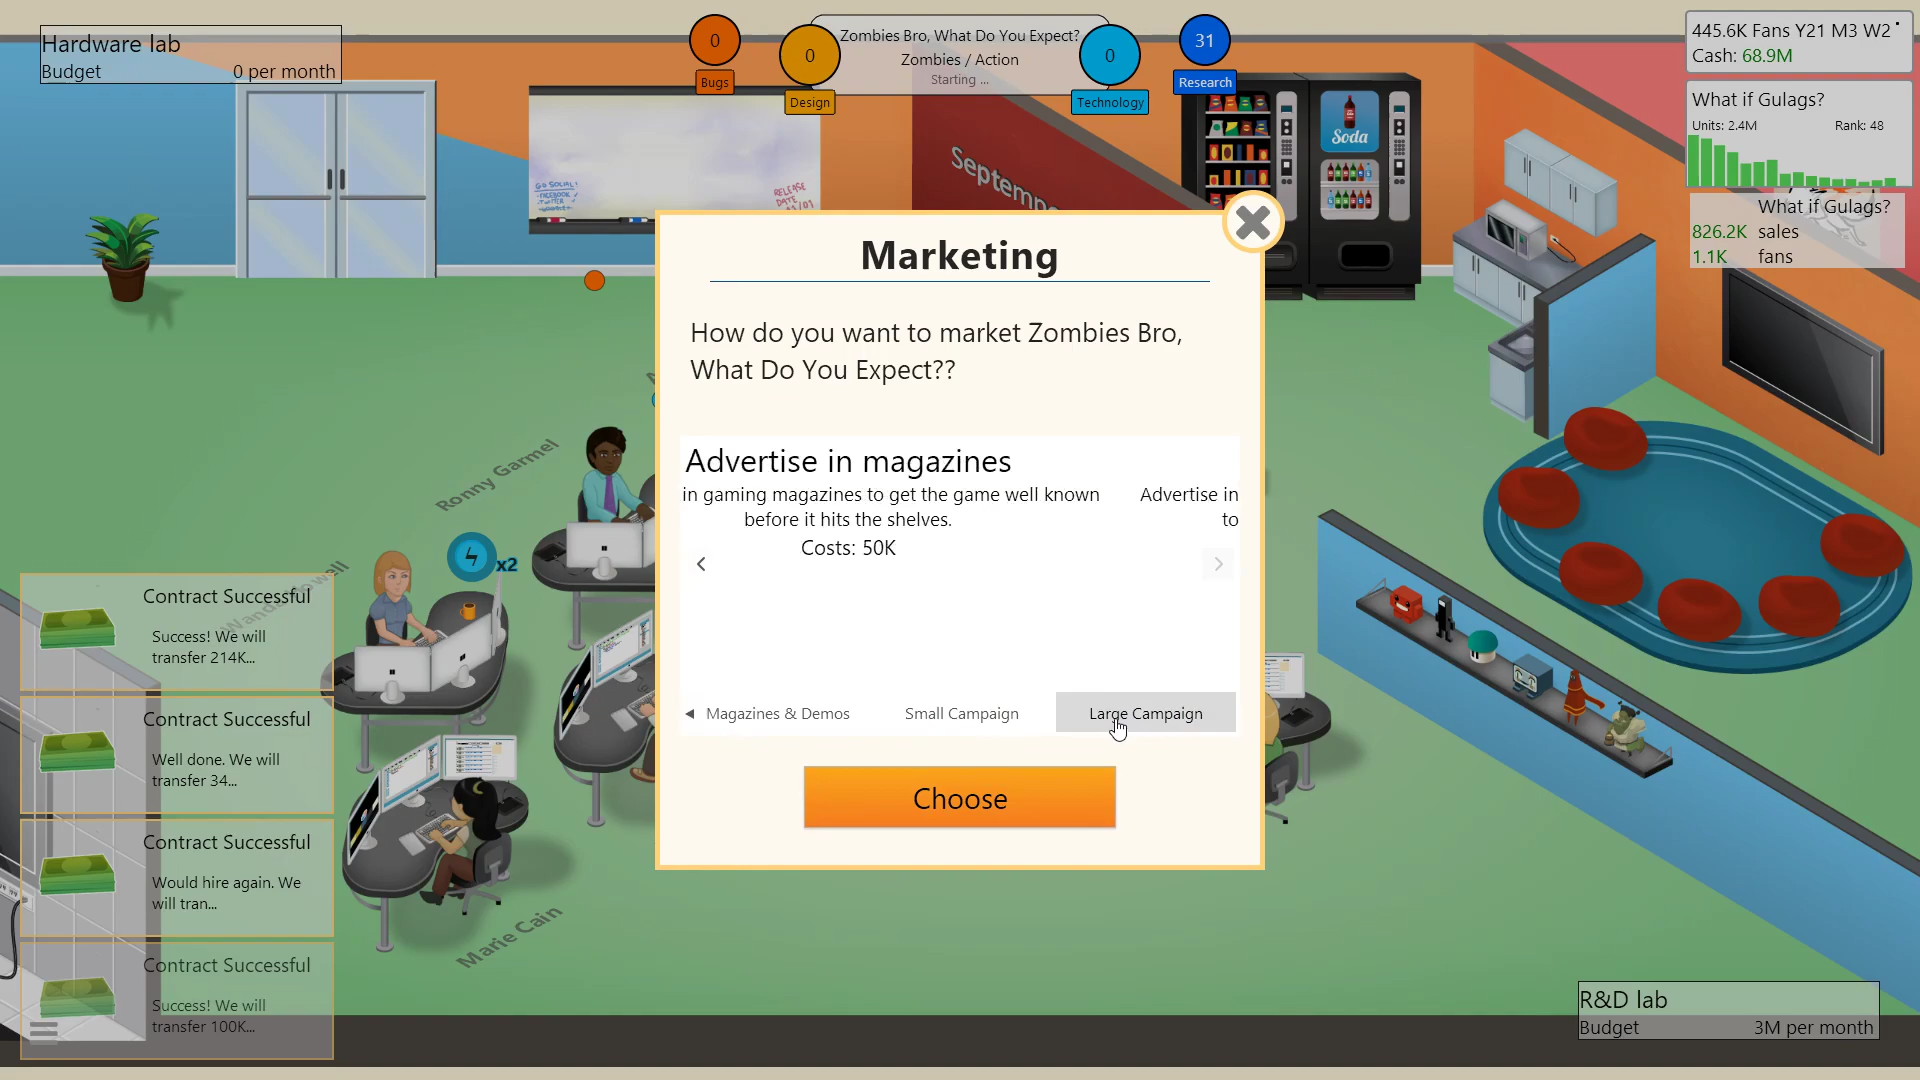 Hardware lab
Budget 0 per month
0
Bugs
0
Design
Zombies Bro, What Do You Expect?
Zombies / Action
Starting ...
0
Technology
31
Research
445.6K Fans Y21 M3 W2
Cash: 68.9M
What if Gulags?
Units: 2.4M Rank: 48
What if Gulags?
826.2K sales
1.1K fans
GO SOCIAL!
FACEBOOK
TWITTER
RELEASE
DATE
Soda
Marketing
How do you want to market Zombies Bro,
What Do You Expect??
Advertise in magazines
in gaming magazines to get the game well known
before it hits the shelves.
Costs: 50K
Advertise in
to
Magazines & Demos
Small Campaign
Large Campaign
Choose
Ronny Garmel
x2
Marie Cain
Contract Successful
Success! We will
transfer 214K...
Contract Successful
Well done. We will
transfer 34...
Contract Successful
Would hire again. We
will tran...
Contract Successful
Success! We will
transfer 100K...
R&D lab
Budget 3M per month